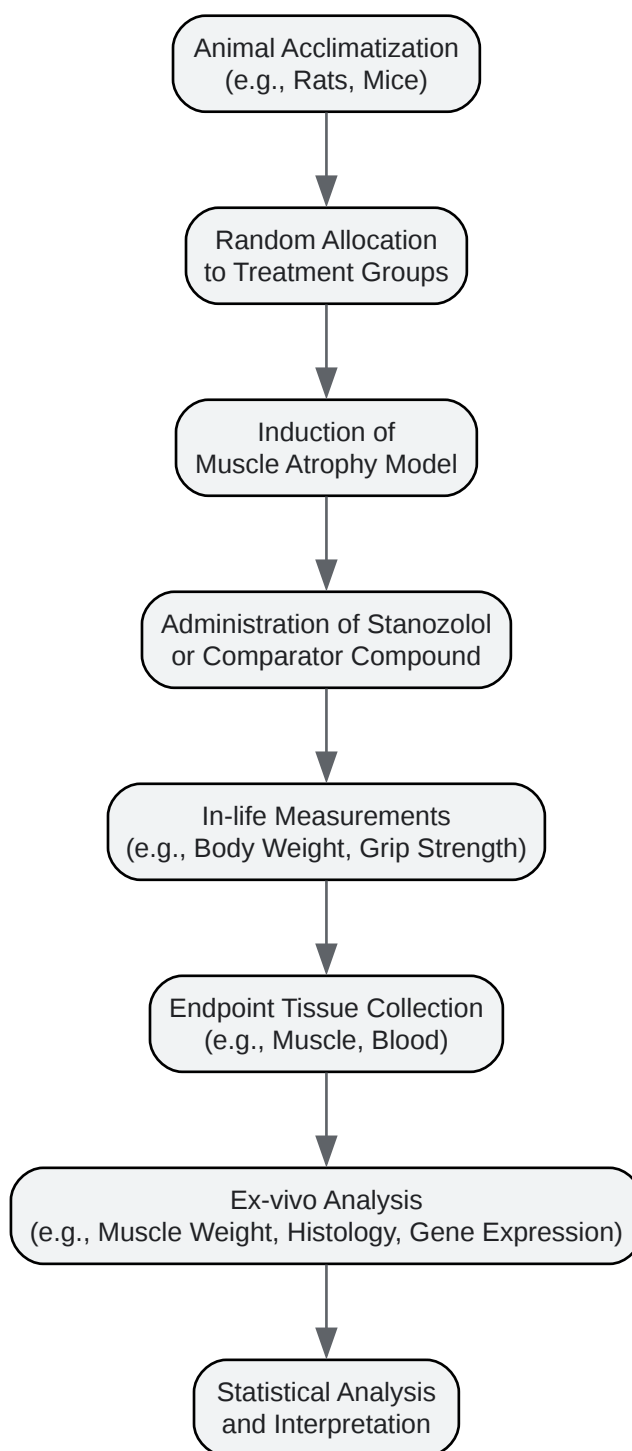 Animal Acclimatization
(e.g., Rats, Mice)
Random Allocation
to Treatment Groups
Induction of
Muscle Atrophy Model
Administration of Stanozolol
or Comparator Compound
In-life Measurements
(e.g., Body Weight, Grip Strength)
Endpoint Tissue Collection
(e.g., Muscle, Blood)
Ex-vivo Analysis
(e.g., Muscle Weight, Histology, Gene Expression)
Statistical Analysis
and Interpretation